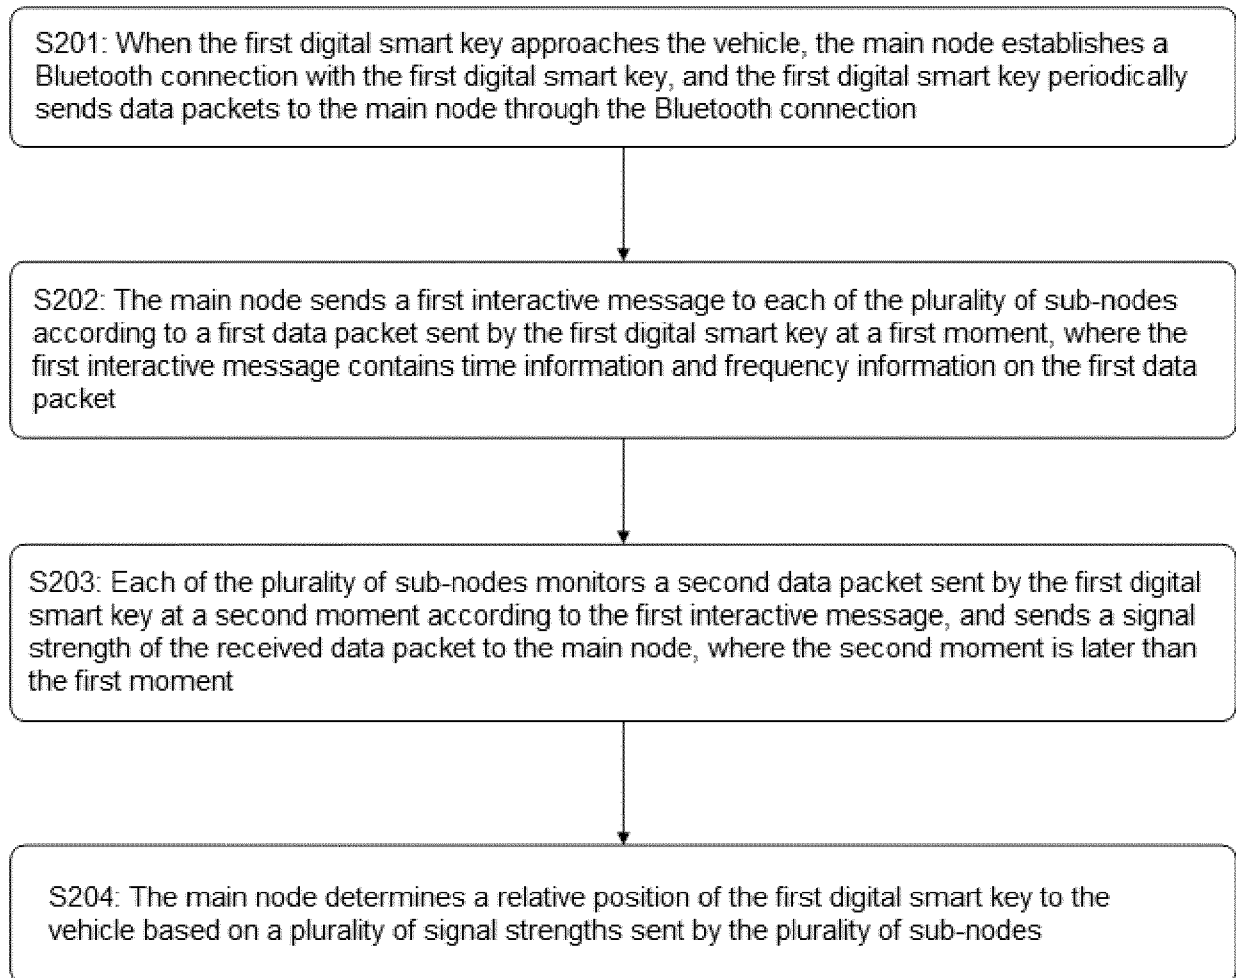 S201: When the first digital smart key approaches the vehicle, the main node establishes a
Bluetooth connection with the first digital smart key, and the first digital smart key periodically
sends data packets to the main node through the Bluetooth connection
S202: The main node sends a first interactive message to each of the plurality of sub-nodes
according to a first data packet sent by the first digital smart key at a first moment, where the
first interactive message contains time information and frequency information on the first data
packet
S203: Each of the plurality of sub-nodes monitors a second data packet sent by the first digital
smart key at a second moment according to the first interactive message, and sends a signal
strength of the received data packet to the main node, where the second moment is later than
the first moment
S204: The main node determines a relative position of the first digital smart key to the
vehicle based on a plurality of signal strengths sent by the plurality of sub-nodes